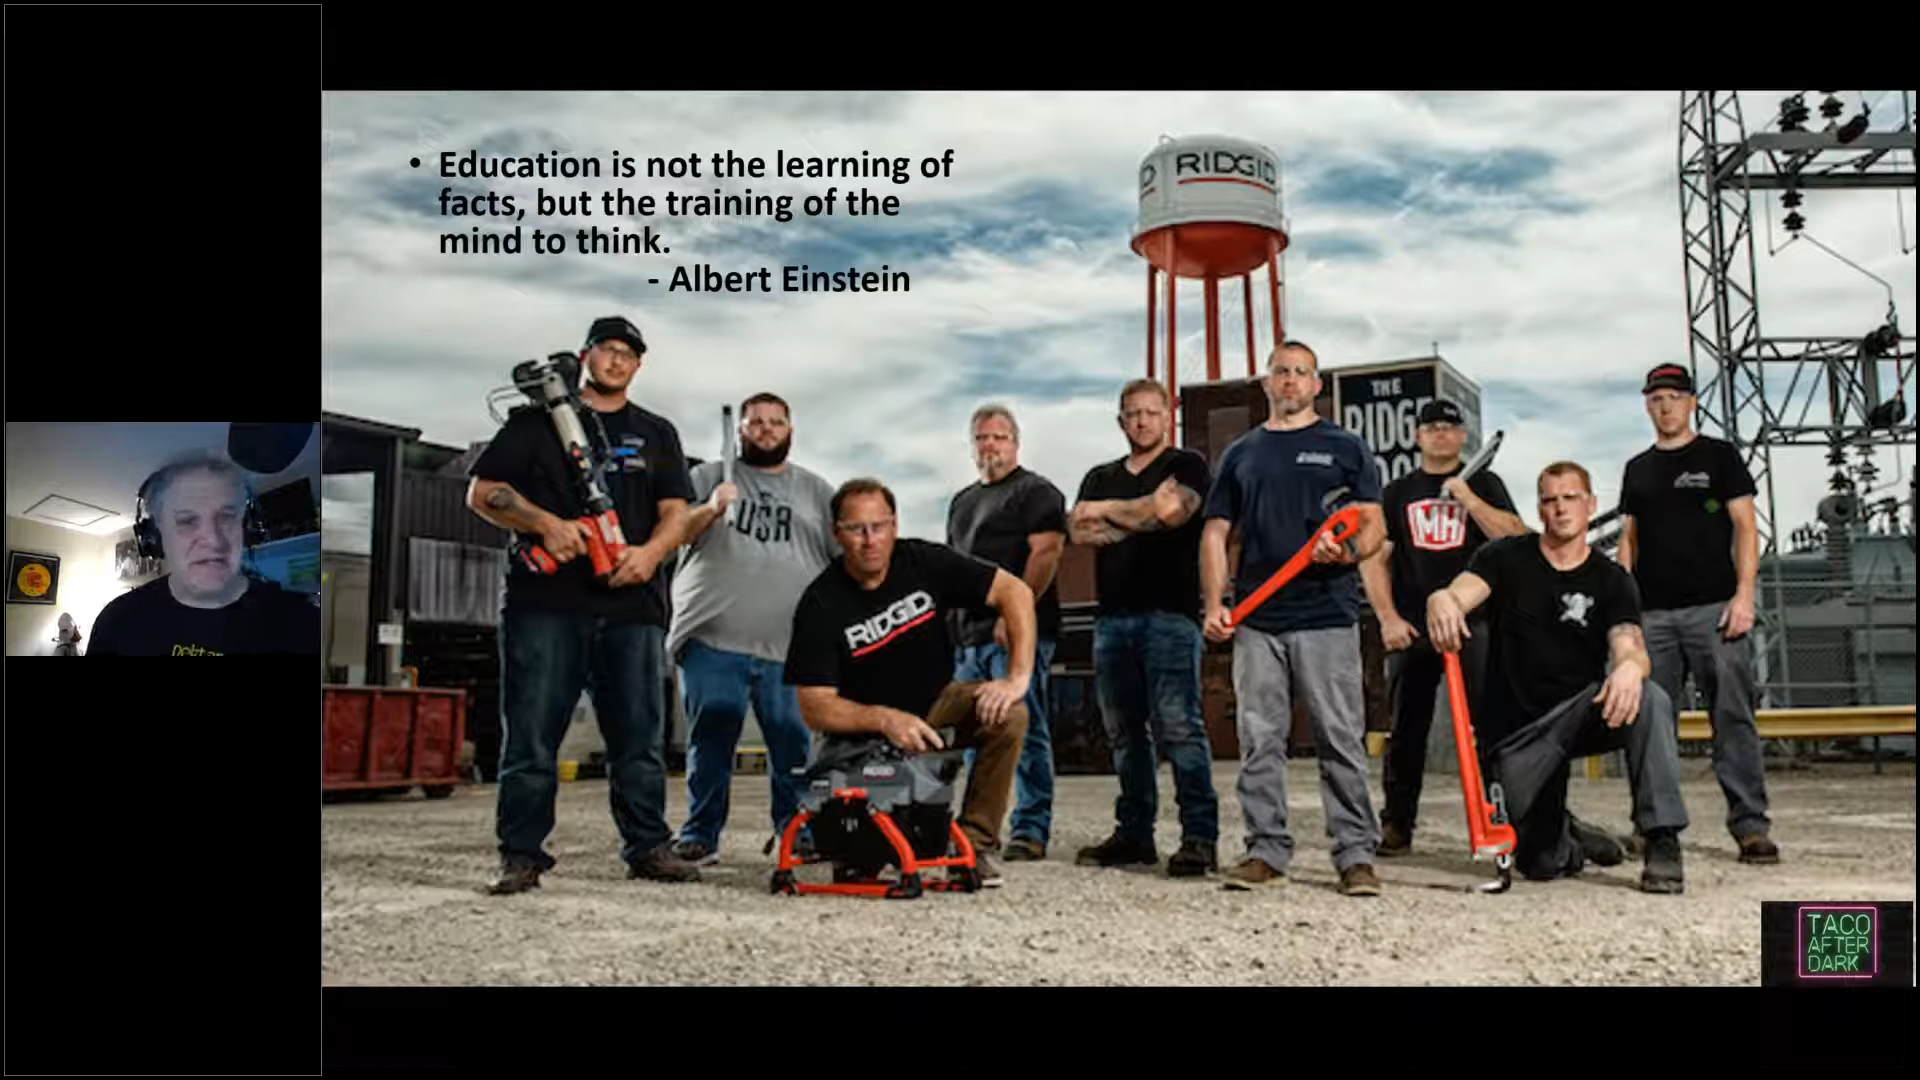 • Education is not the learning of
facts, but the training of the
mind to think.
- Albert Einstein
RIDGID
THE
USA
RIDGID
MH
TACO
AFTER
DARK